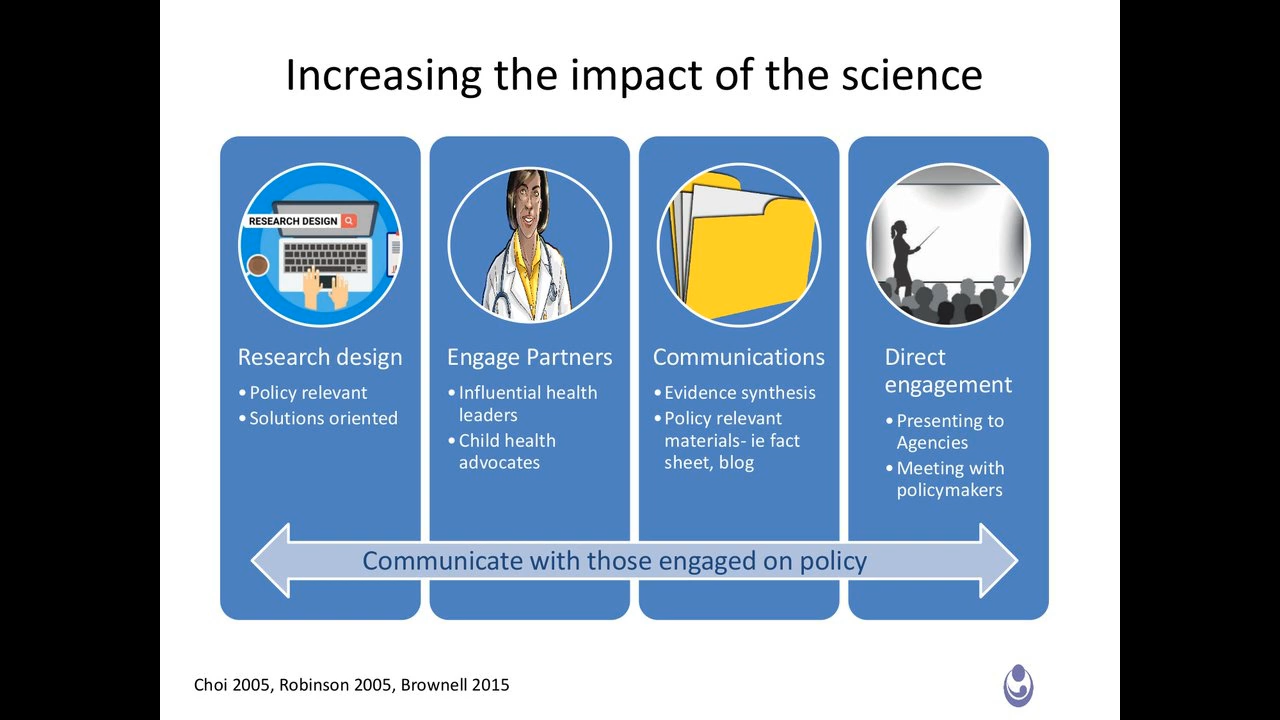 Increasing the impact of the science
RESEARCH DESIGN
Research design
• Policy relevant
• Solutions oriented
Engage Partners
• Influential health
leaders
• Child health
advocates
Communications
• Evidence synthesis
• Policy relevant
materials- ie fact
sheet, blog
Direct
engagement
• Presenting to
Agencies
• Meeting with
policymakers
Communicate with those engaged on policy
Choi 2005, Robinson 2005, Brownell 2015